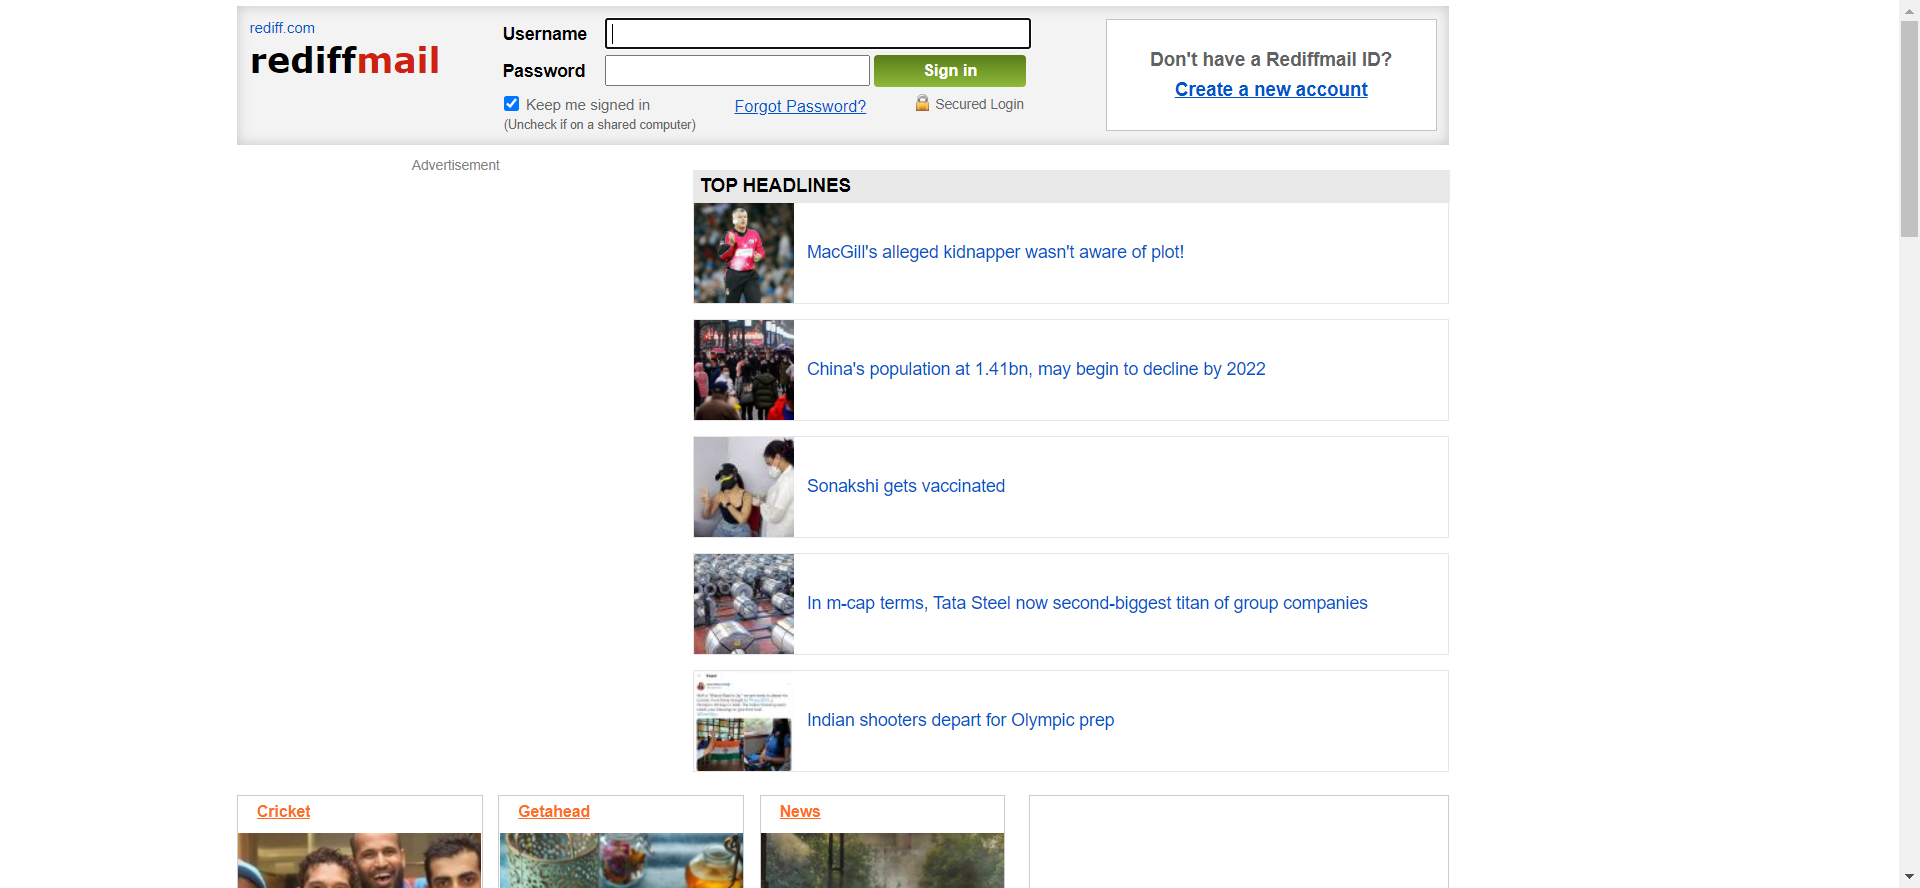 rediff.com
rediffmail
Username
Password
Sign in
Keep me signed in
(Uncheck if on a shared computer)
Forgot Password?
Secured Login
Don't have a Rediffmail ID?
Create a new account
Advertisement
TOP HEADLINES
MacGill's alleged kidnapper wasn't aware of plot!
China's population at 1.41bn, may begin to decline by 2022
Sonakshi gets vaccinated
In m-cap terms, Tata Steel now second-biggest titan of group companies
Indian shooters depart for Olympic prep
Cricket
Getahead
News